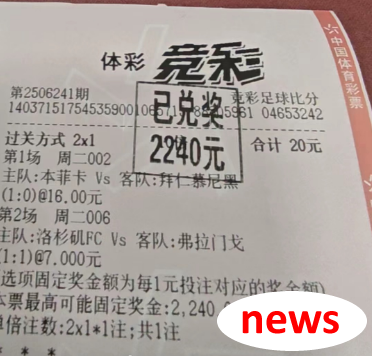 中国体育彩票
体彩 竞彩
第2506241期 竞彩足球比分
04653242
已兑奖
2240元
过关方式 2x1 合计 20元
第1场 周二002
主队:本菲卡 Vs 客队:拜仁慕尼黑
(1:0)@16.00元
第2场 周二006
主队:洛杉矶FC Vs 客队:弗拉门戈
(1:1)@7.000元
选项固定奖金额为每1元投注对应的奖金额)
本票最高可能固定奖金:2,240
单倍注数:2x1*1注;共1注
news